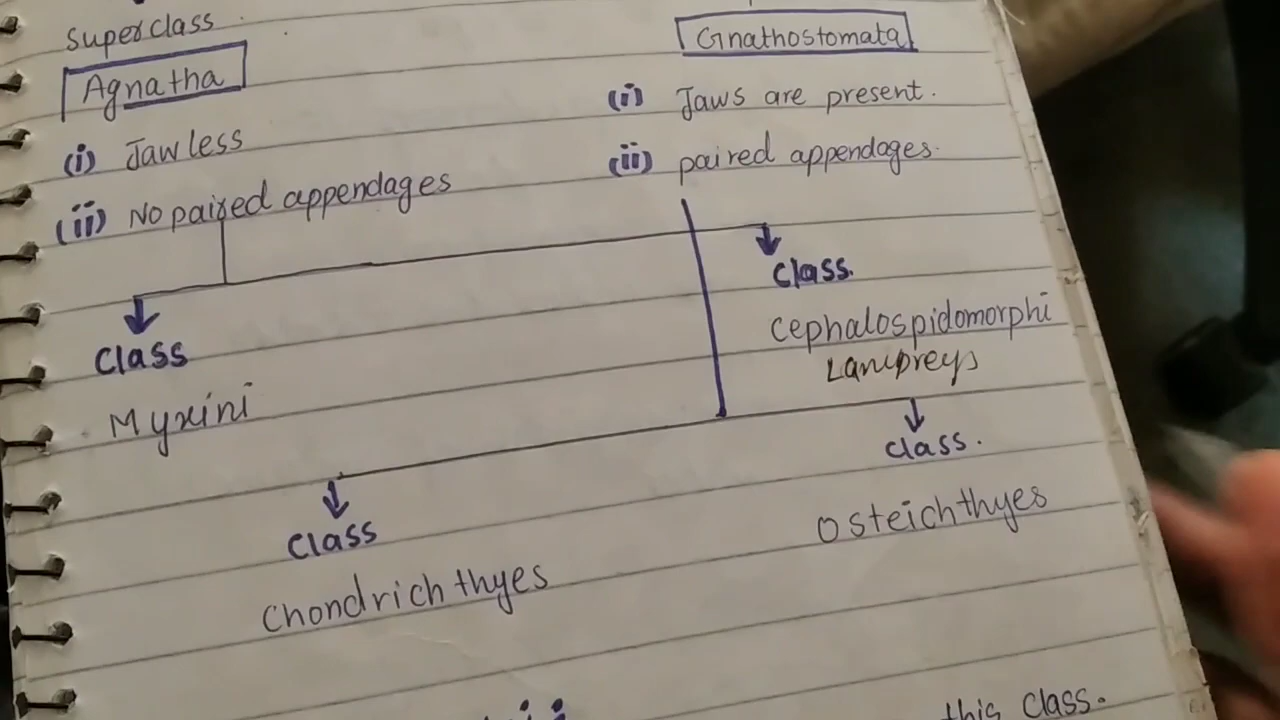 Superclass
Agnatha
(i) Jawless
(ii) No paired appendages
Gnathostomata
(i) Jaws are present.
(ii) paired appendages.
class
Myxini
class.
Cephalospidomorphi
Lampreys
class
Chondrichthyes
class.
Osteichthyes
this class.